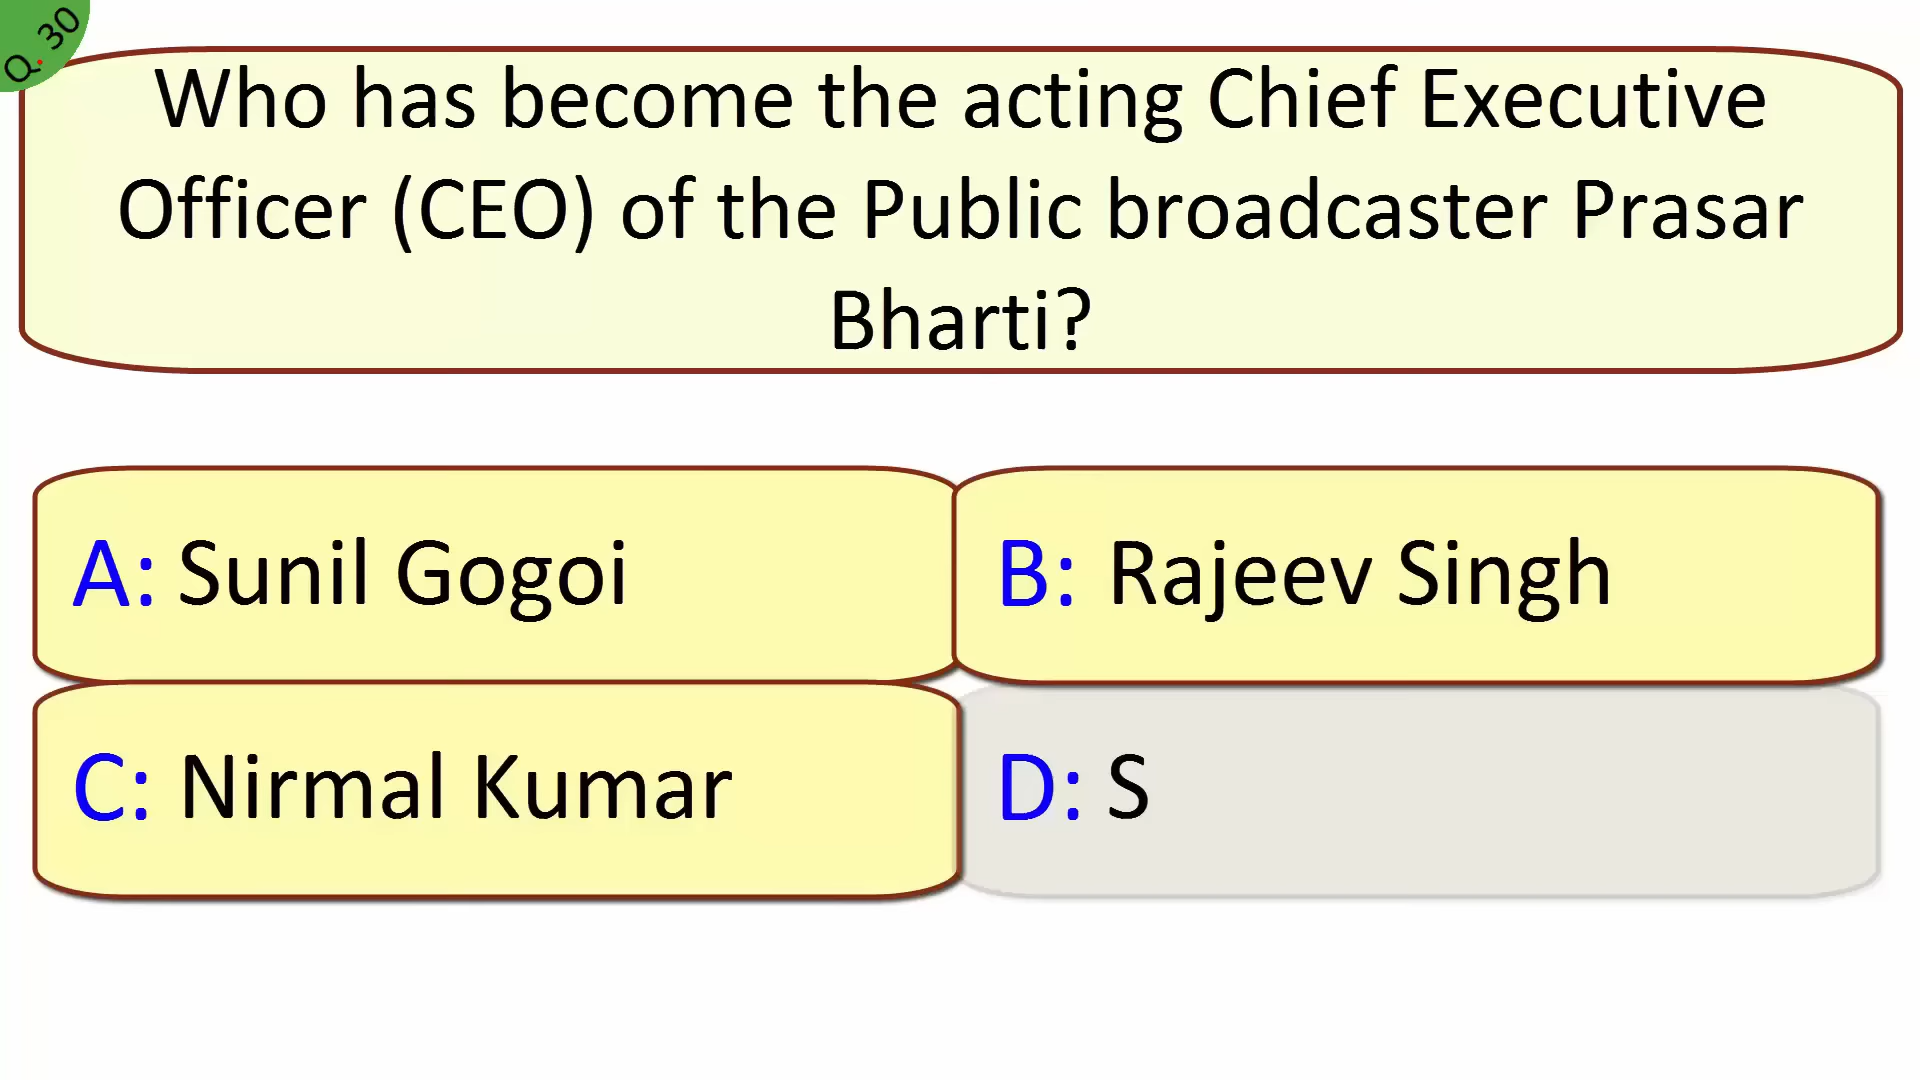 Q. 30
Who has become the acting Chief Executive
Officer (CEO) of the Public broadcaster Prasar
Bharti?
A: Sunil Gogoi
B: Rajeev Singh
C: Nirmal Kumar
D: S